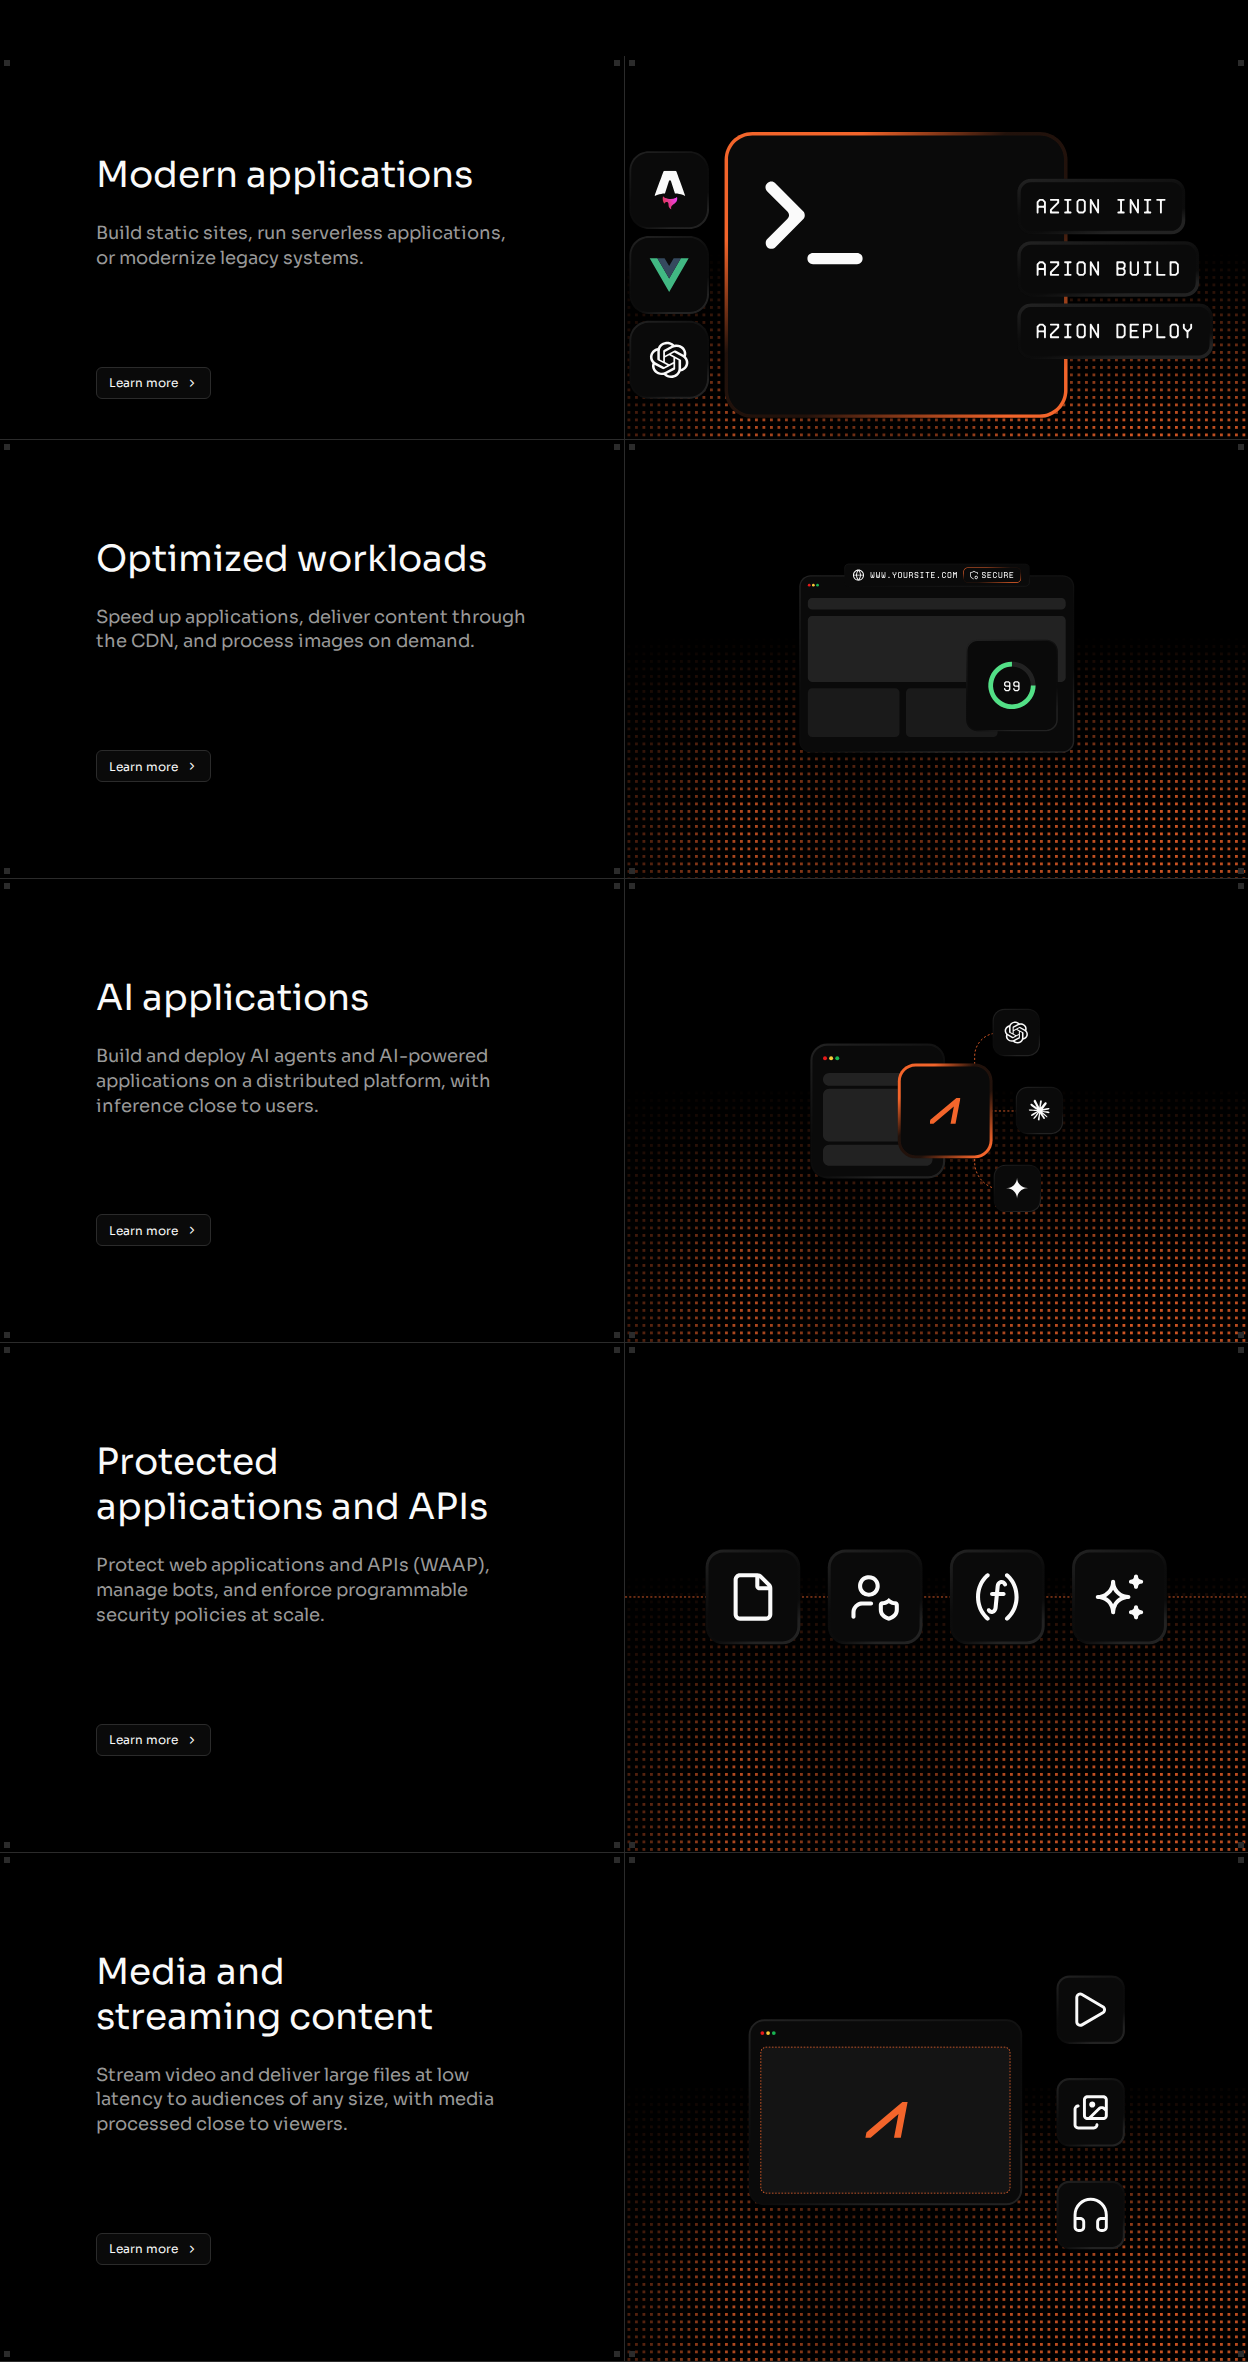 Modern applications
Build static sites, run serverless applications,
or modernize legacy systems.
Learn more
AZION INIT
AZION BUILD
AZION DEPLOY
Optimized workloads
Speed up applications, deliver content through
the CDN, and process images on demand.
Learn more
WWW.YOURSITE.COM SECURE
99
AI applications
Build and deploy AI agents and AI-powered
applications on a distributed platform, with
inference close to users.
Learn more
Protected
applications and APIs
Protect web applications and APIs (WAAP),
manage bots, and enforce programmable
security policies at scale.
Learn more
Media and
streaming content
Stream video and deliver large files at low
latency to audiences of any size, with media
processed close to viewers.
Learn more